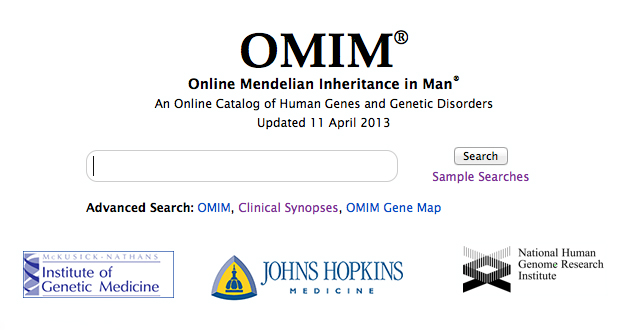 OMIM®
Online Mendelian Inheritance in Man®
An Online Catalog of Human Genes and Genetic Disorders
Updated 11 April 2013
Search
Sample Searches
Advanced Search: OMIM, Clinical Synopses, OMIM Gene Map
MCKUSICK-NATHANS
Institute of
Genetic Medicine
JOHNS HOPKINS
MEDICINE
National Human
Genome Research
Institute